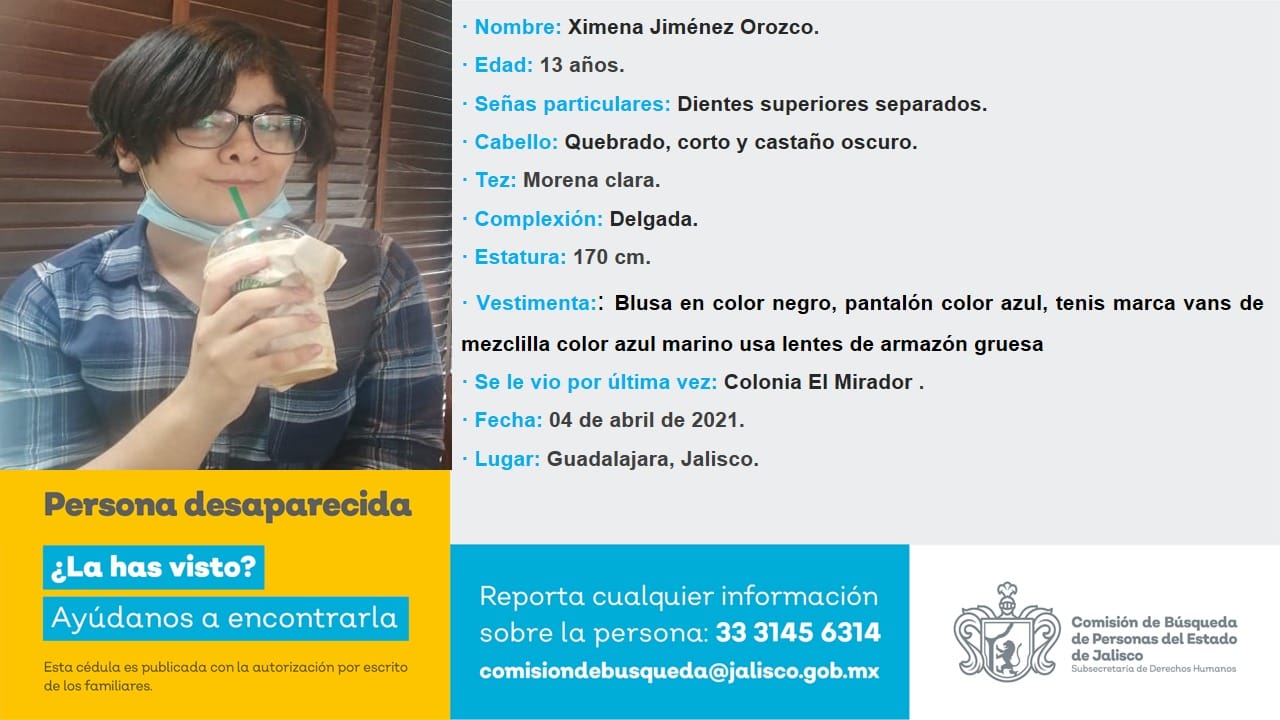 · Nombre: Ximena Jiménez Orozco.
· Edad: 13 años.
· Señas particulares: Dientes superiores separados.
· Cabello: Quebrado, corto y castaño oscuro.
· Tez: Morena clara.
· Complexión: Delgada.
· Estatura: 170 cm.
· Vestimenta:: Blusa en color negro, pantalón color azul, tenis marca vans de
mezclilla color azul marino usa lentes de armazón gruesa
· Se le vio por última vez: Colonia El Mirador .
· Fecha: 04 de abril de 2021.
· Lugar: Guadalajara, Jalisco.
Persona desaparecida
¿La has visto?
Ayúdanos a encontrarla
Esta cédula es publicada con la autorización por escrito
de los familiares.
Reporta cualquier información
sobre la persona: 33 3145 6314
comisiondebusqueda@jalisco.gob.mx
Comisión de Búsqueda
de Personas del Estado
de Jalisco
Subsecretaría de Derechos Humanos